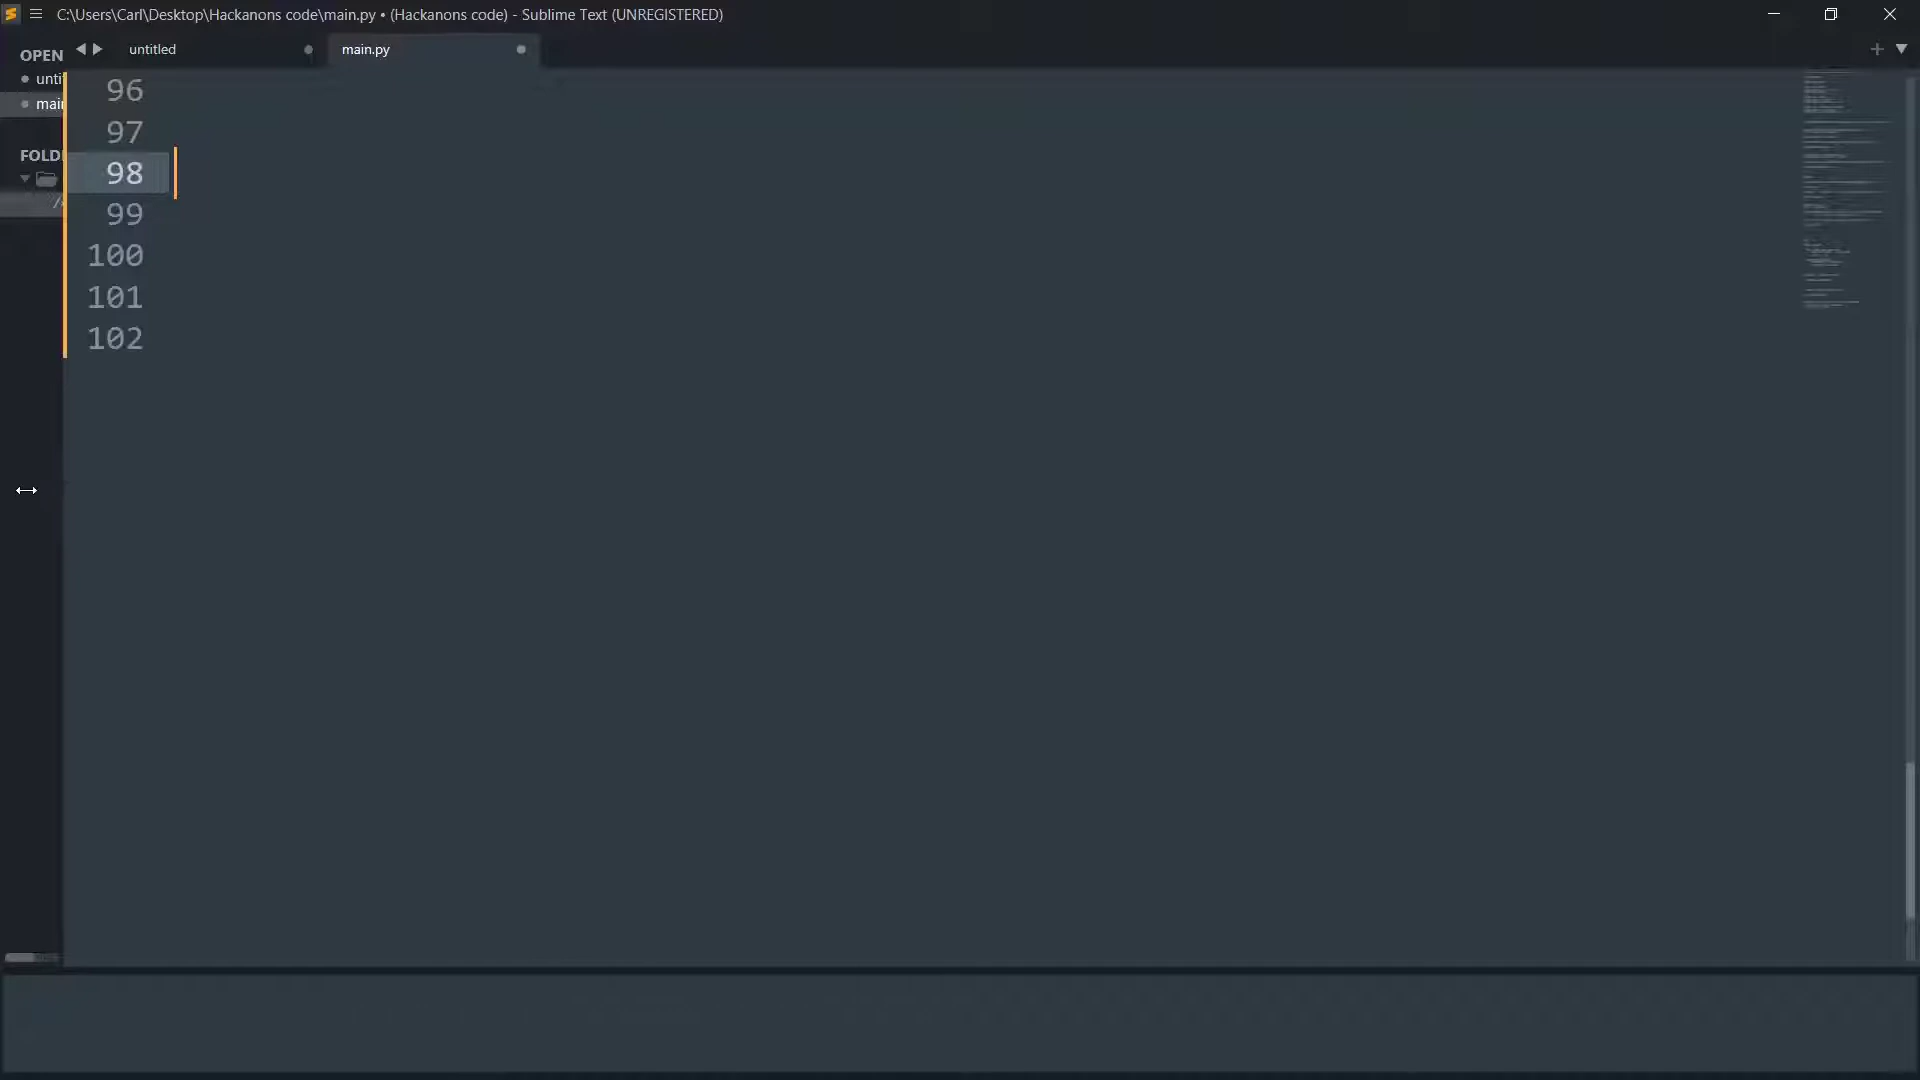 C:\Users\Carl\Desktop\Hackanons code\main.py • (Hackanons code) - Sublime Text (UNREGISTERED)
OPEN
untitled
main.py
unti
mai
FOLD
96
97
98
99
100
101
102